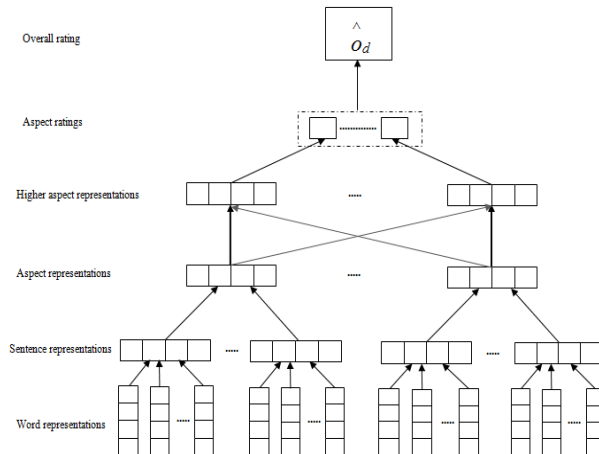 Overall rating
^
o_d
Aspect ratings
..............
Higher aspect representations
.....
Aspect representations
.....
Sentence representations
..... .....
Word representations
..... ..... ..... .....